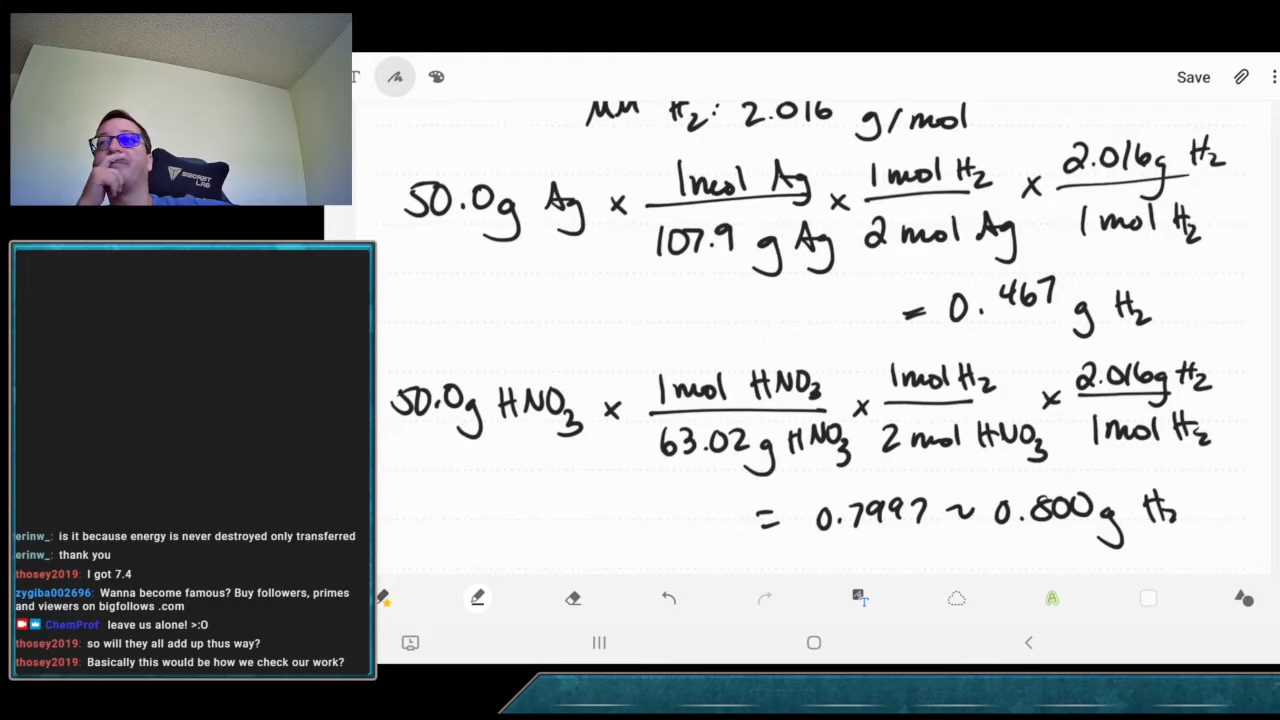 T
Save
MM H₂: 2.016 g/mol
50.0g Ag × 1mol Ag / 107.9 g Ag × 1mol H₂ / 2 mol Ag × 2.016g H₂ / 1 mol H₂
= 0.467 g H₂
50.0g HNO₃ × 1mol HNO₃ / 63.02g HNO₃ × 1mol H₂ / 2 mol HNO₃ × 2.016g H₂ / 1mol H₂
= 0.7997 ~ 0.800g H₂
SECRET
LAB
erinw_: is it because energy is never destroyed only transferred
erinw_: thank you
thosey2019: I got 7.4
zygiba002696: Wanna become famous? Buy followers, primes
and viewers on bigfollows .com
ChemProf: leave us alone! >:O
thosey2019: so will they all add up thus way?
thosey2019: Basically this would be how we check our work?
T
A